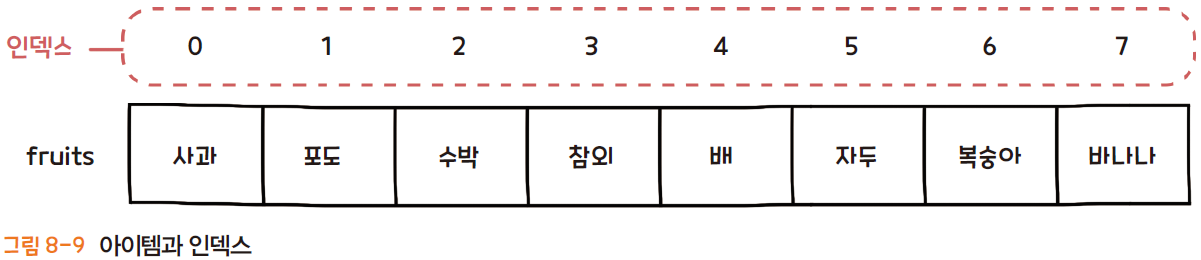 인덱스 0 1 2 3 4 5 6 7
fruits 사과 포도 수박 참외 배 자두 복숭아 바나나
그림 8-9 아이템과 인덱스